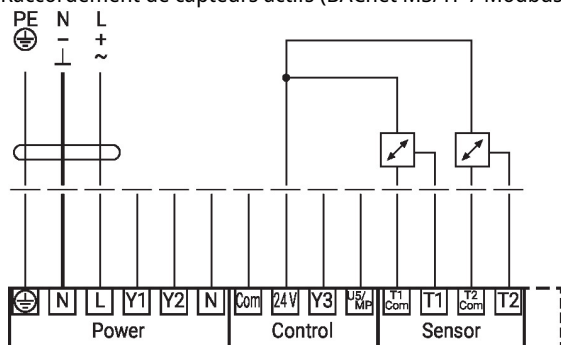 Raccordement de capteurs actifs (BACnet MS/TP / Modbus
PE N L
− +
⊥ ~
N L Y1 Y2 N Com 24V Y3 U5/MP T1 Com T1 T2 Com T2
Power Control Sensor